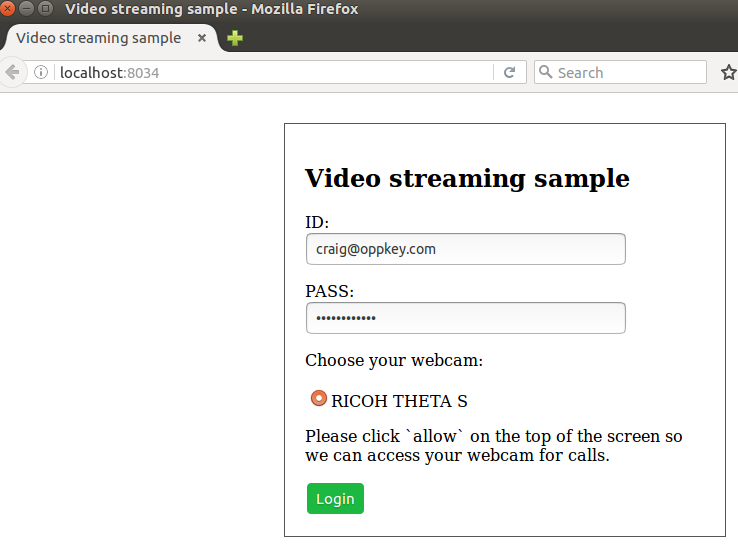 Video streaming sample - Mozilla Firefox
Video streaming sample
localhost:8034
Search
Video streaming sample
ID:
craig@oppkey.com
PASS:
••••••••••••
Choose your webcam:
RICOH THETA S
Please click `allow` on the top of the screen so
we can access your webcam for calls.
Login